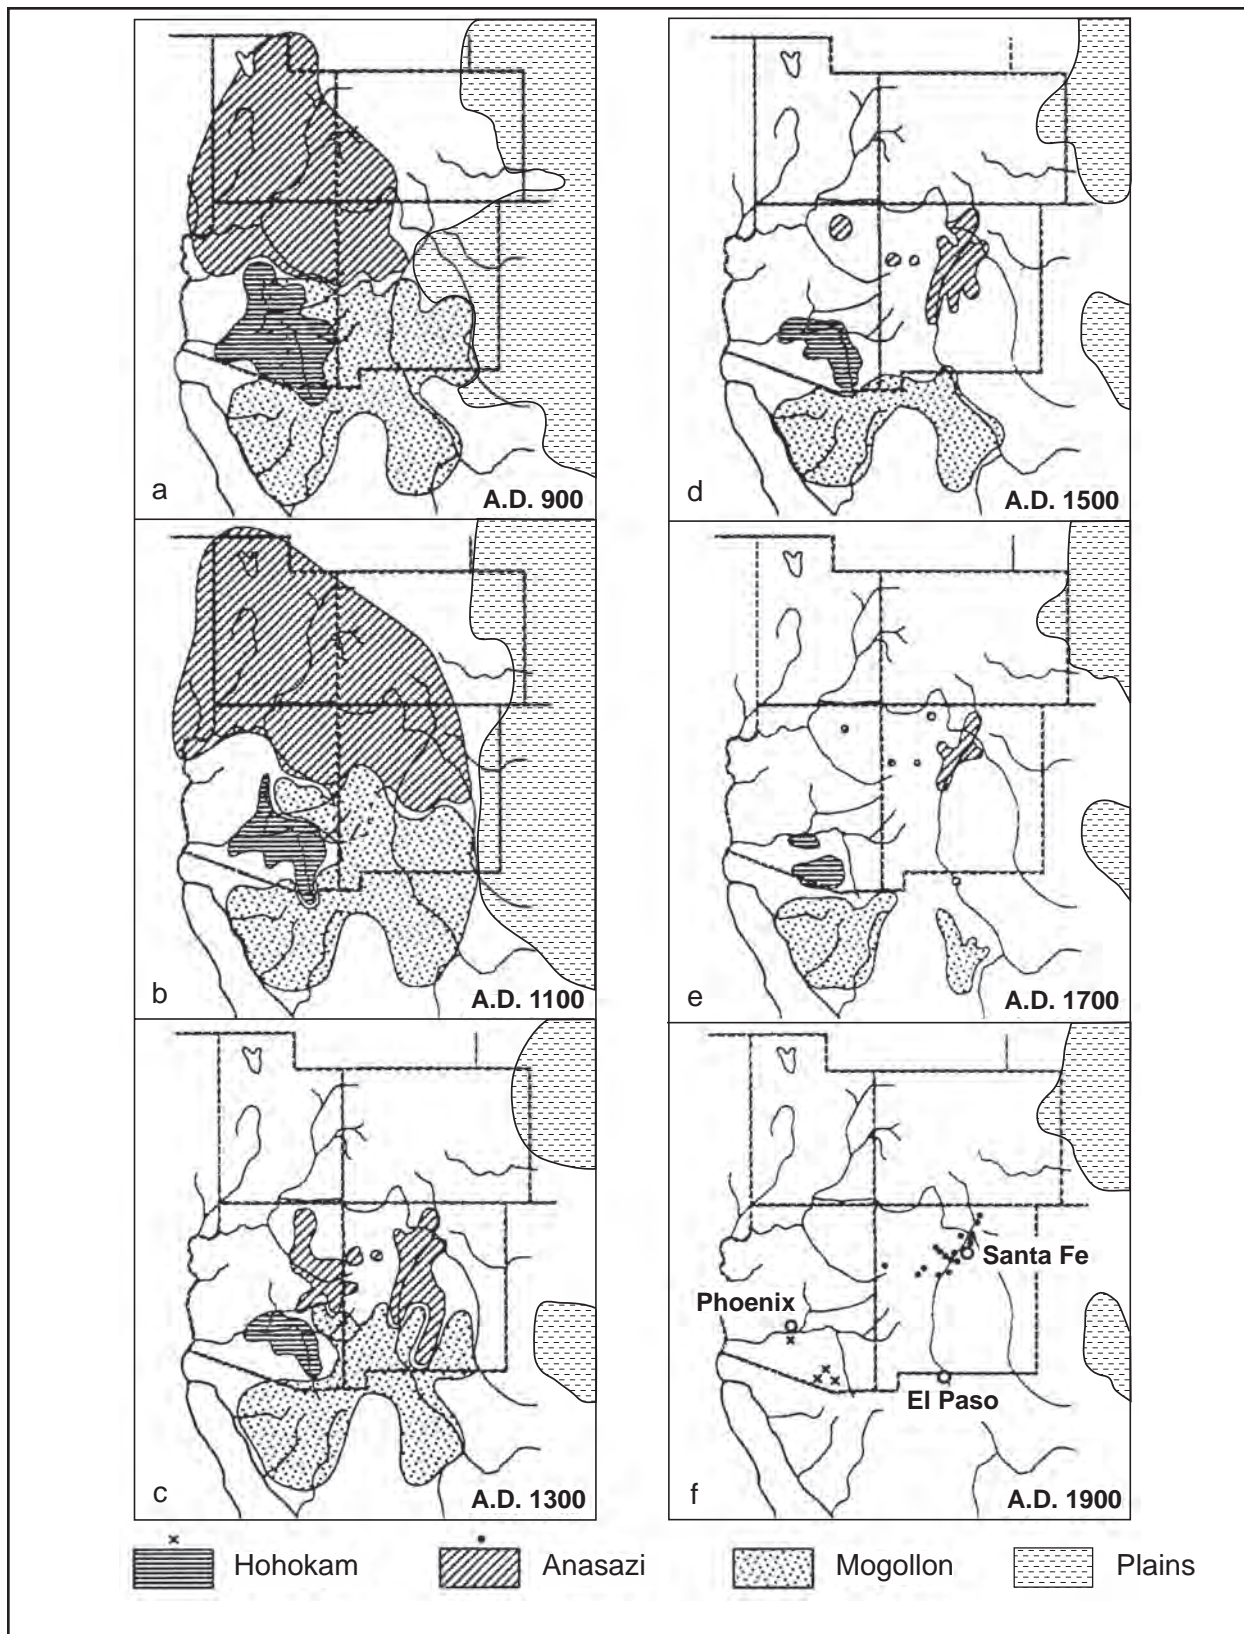 a
A.D. 900
b
A.D. 1100
c
A.D. 1300
d
A.D. 1500
e
A.D. 1700
Santa Fe
Phoenix
El Paso
f
A.D. 1900
Hohokam
Anasazi
Mogollon
Plains